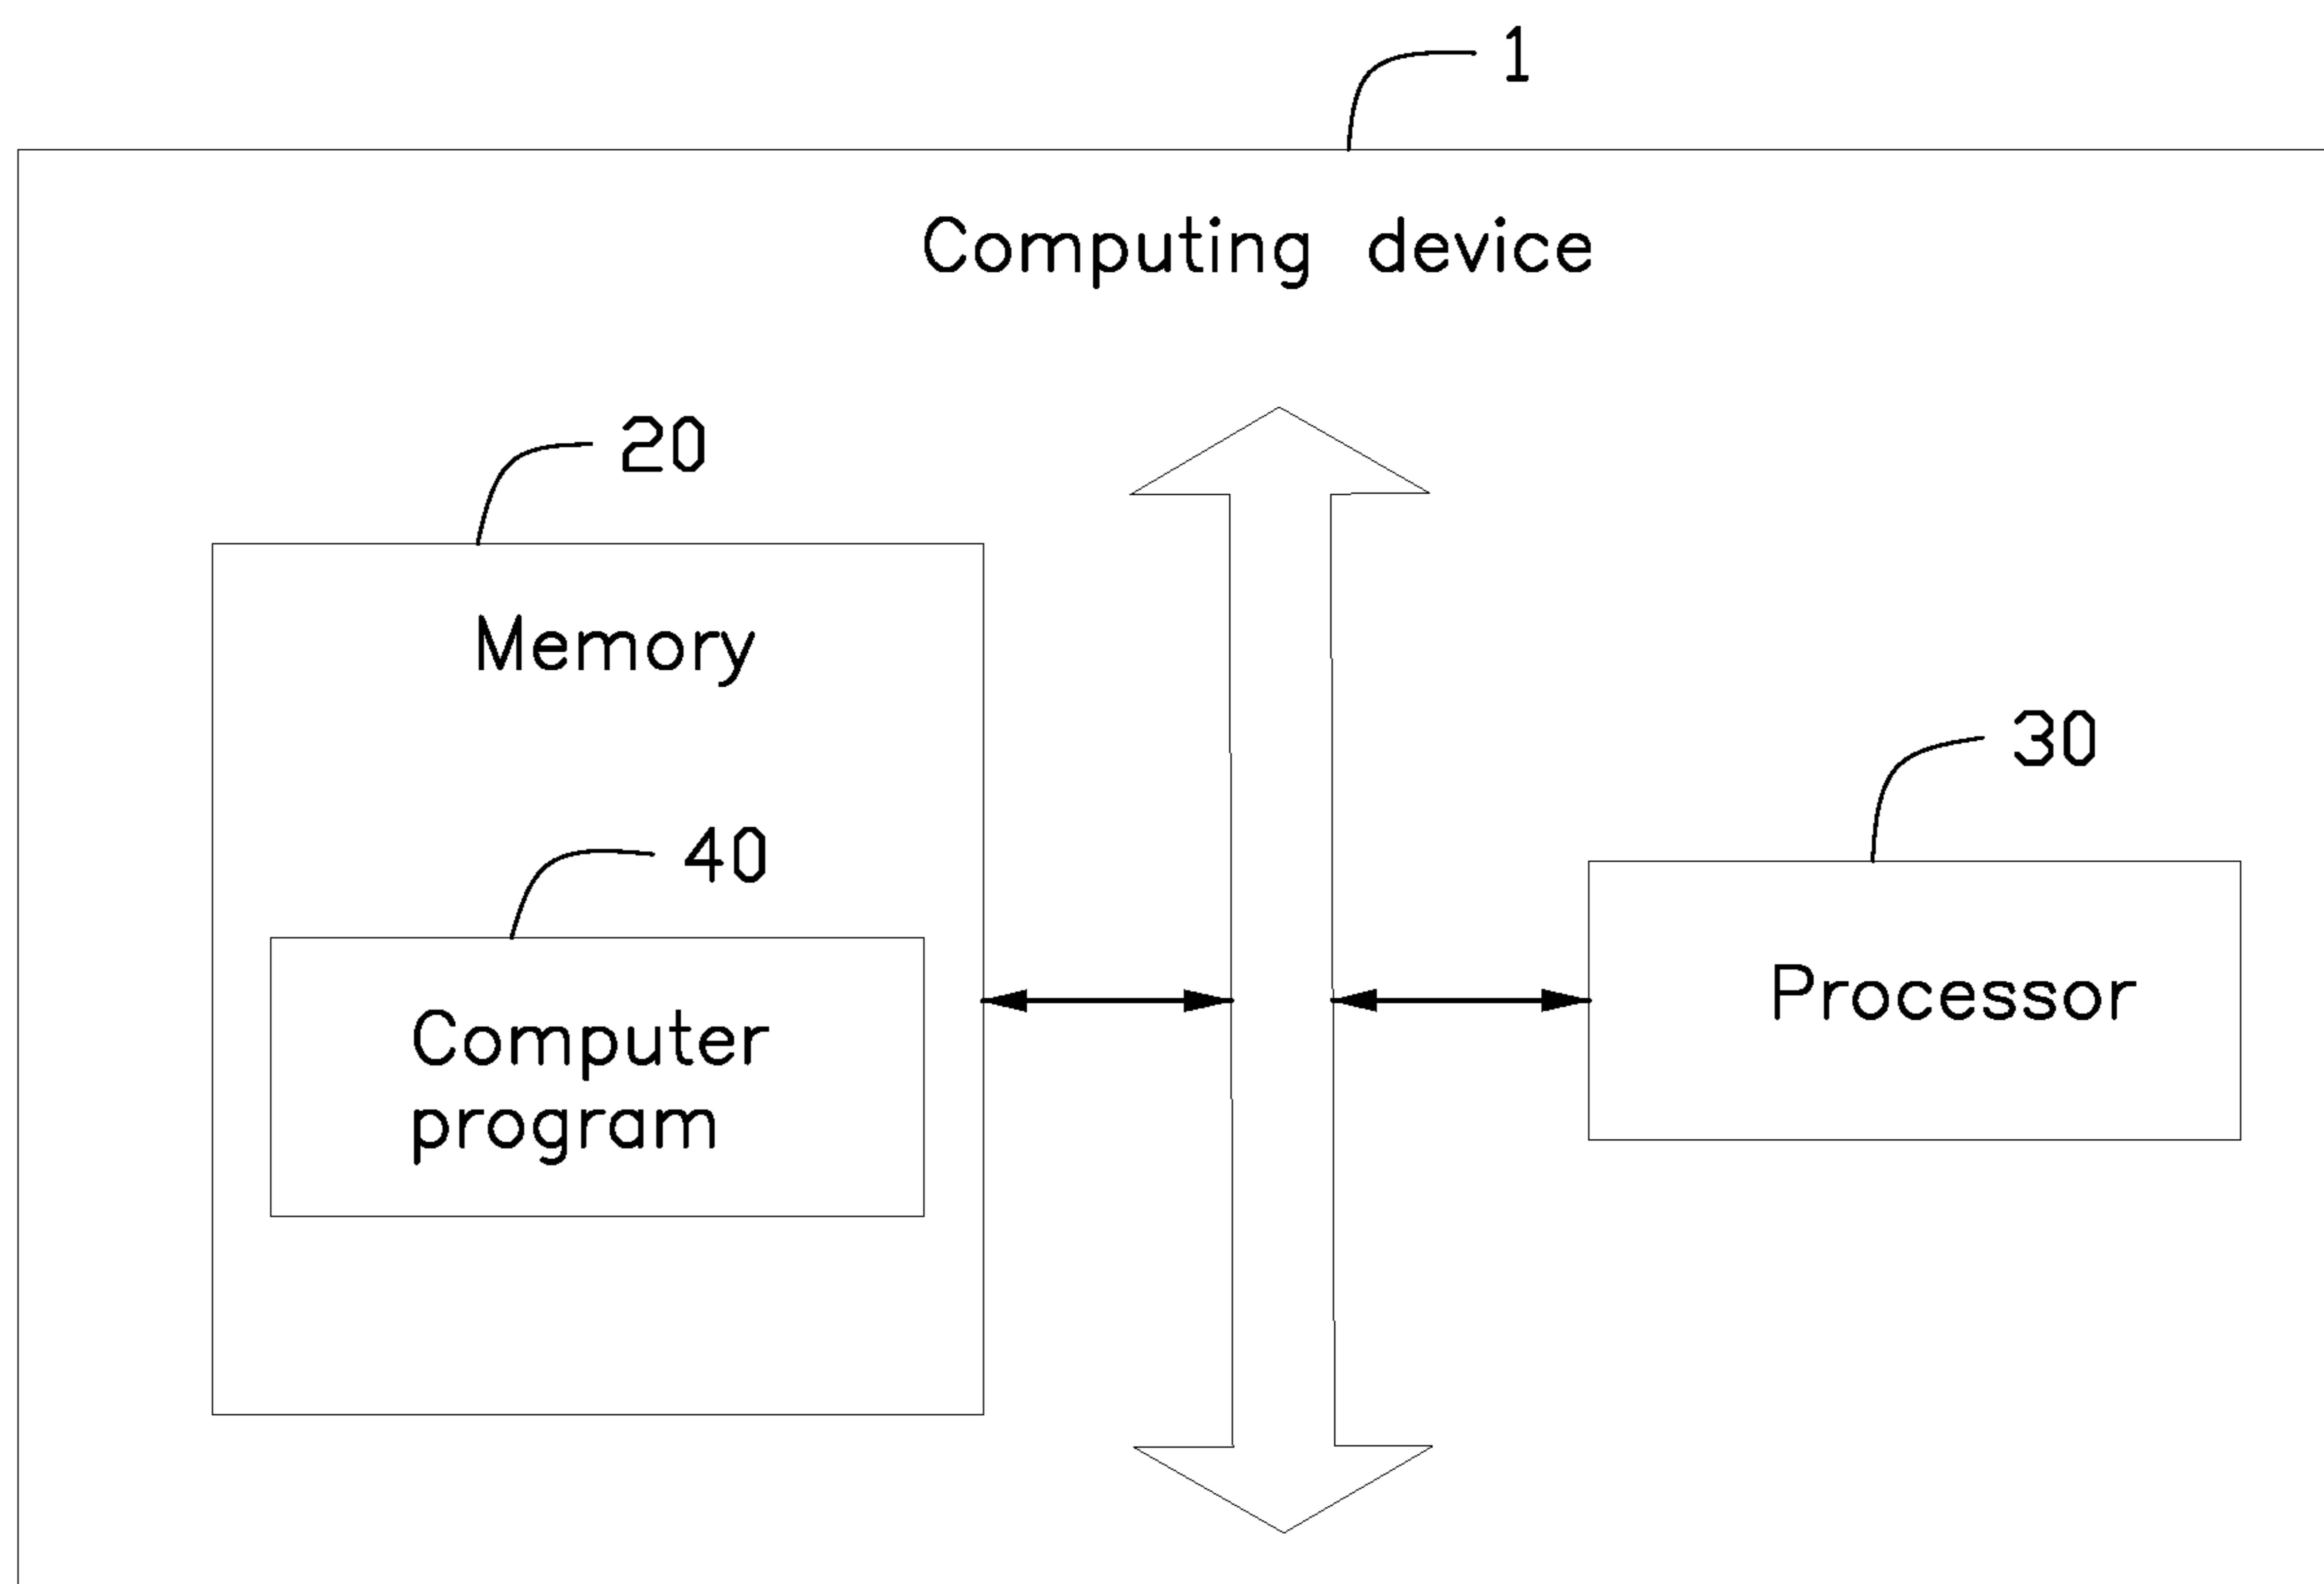 1
Computing device
20
Memory
30
40
Processor
Computer
program